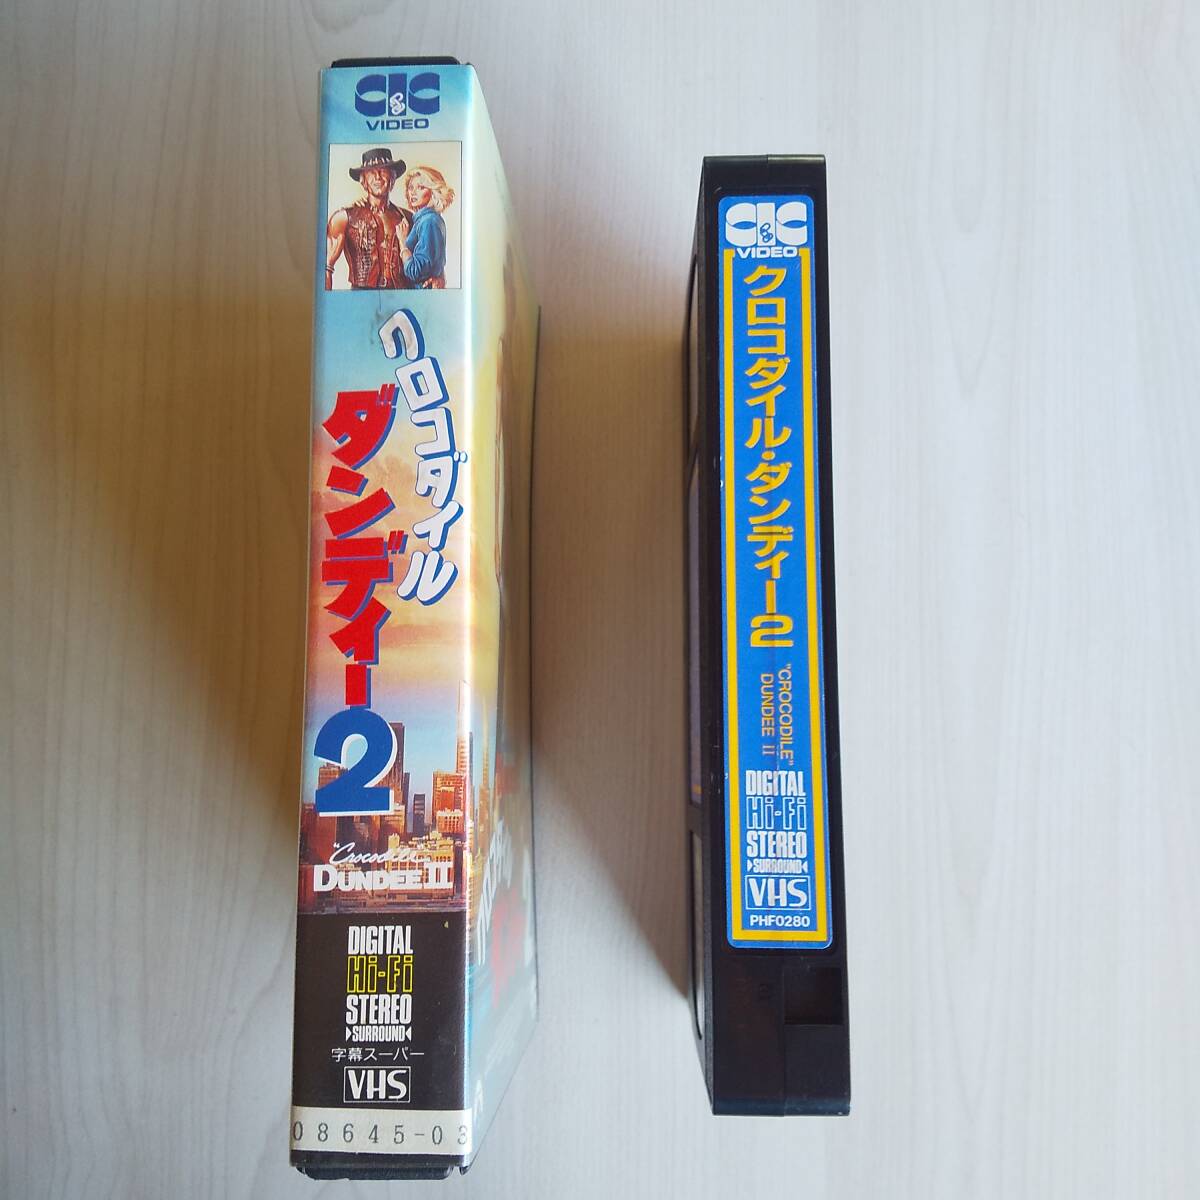 CIC
VIDEO
クロコダイル
ダンディー
2
"Crocodile"
DUNDEE II
DIGITAL
Hi-Fi
STEREO
SURROUND
字幕スーパー
VHS
08645-03
CIC
VIDEO
クロコダイル・ダンディー2
"CROCODILE"
DUNDEE II
DIGITAL
Hi-Fi
STEREO
SURROUND
VHS
PHF0280